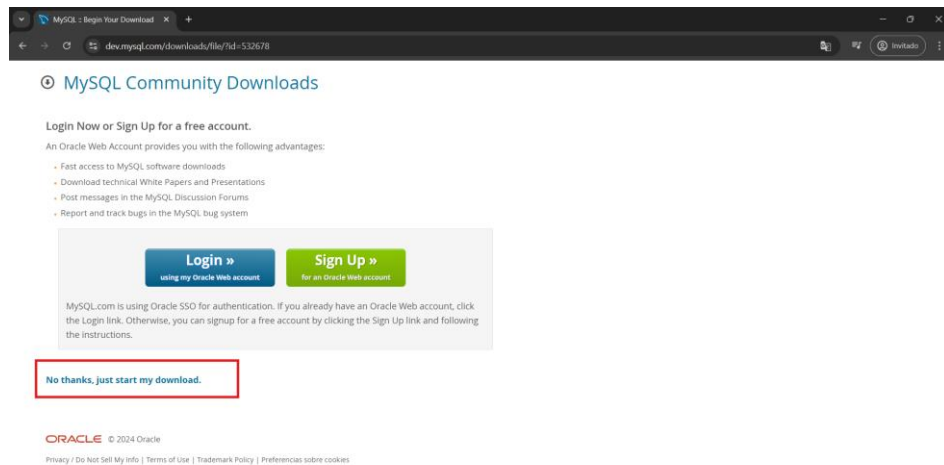 MySQL :: Begin Your Download
dev.mysql.com/downloads/file/?id=532678
Invitado
MySQL Community Downloads
Login Now or Sign Up for a free account.
An Oracle Web Account provides you with the following advantages:
Fast access to MySQL software downloads
Download technical White Papers and Presentations
Post messages in the MySQL Discussion Forums
Report and track bugs in the MySQL bug system
Login »
using my Oracle Web account
Sign Up »
for an Oracle Web account
MySQL.com is using Oracle SSO for authentication. If you already have an Oracle Web account, click
the Login link. Otherwise, you can signup for a free account by clicking the Sign Up link and following
the instructions.
No thanks, just start my download.
ORACLE © 2024 Oracle
Privacy / Do Not Sell My Info | Terms of Use | Trademark Policy | Preferencias sobre cookies